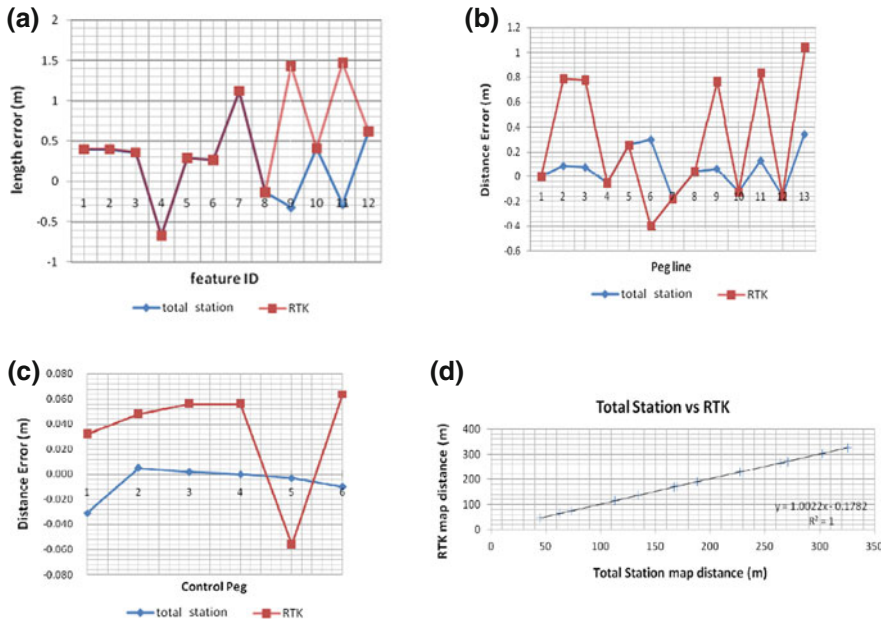 (a)
2
1.5
1
0.5
0
-0.5
-1
length error (m)
1 2 3 4 5 6 7 8 9 10 11 12
feature ID
total station RTK
(b)
1.2
1
0.8
0.6
0.4
0.2
0
-0.2
-0.4
-0.6
Distance Error (m)
1 2 3 4 5 6 7 8 9 10 11 12 13
Peg line
total station RTK
(c)
0.080
0.060
0.040
0.020
0.000
-0.020
-0.040
-0.060
-0.080
Distance Error (m)
1 2 3 4 5 6
Control Peg
total station RTK
(d)
Total Station vs RTK
400
300
200
100
0
RTK map distance (m)
y = 1.0022x - 0.1782
R² = 1
0 50 100 150 200 250 300 350
Total Station map distance (m)